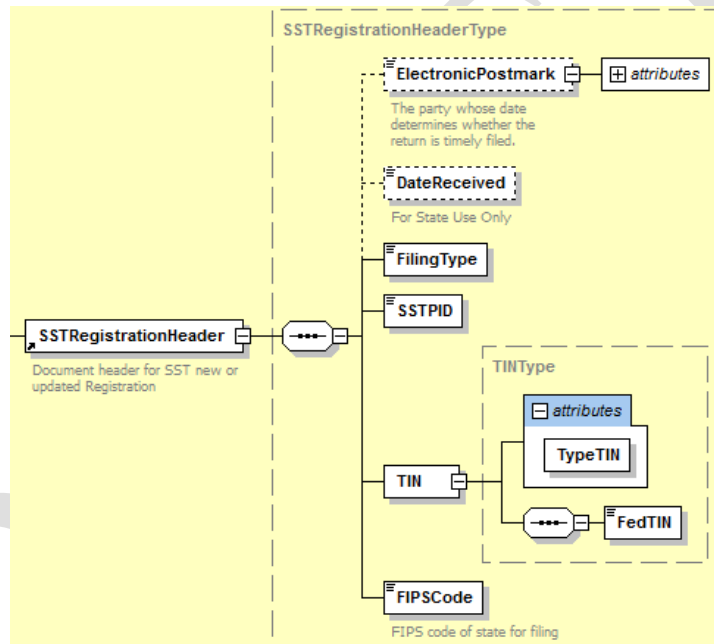 SSTRegistrationHeaderType
ElectronicPostmark
attributes
The party whose date
determines whether the
return is timely filed.
DateReceived
For State Use Only
FilingType
SSTPID
SSTRegistrationHeader
Document header for SST new or
updated Registration
TINType
attributes
TypeTIN
TIN
FedTIN
FIPSCode
FIPS code of state for filing